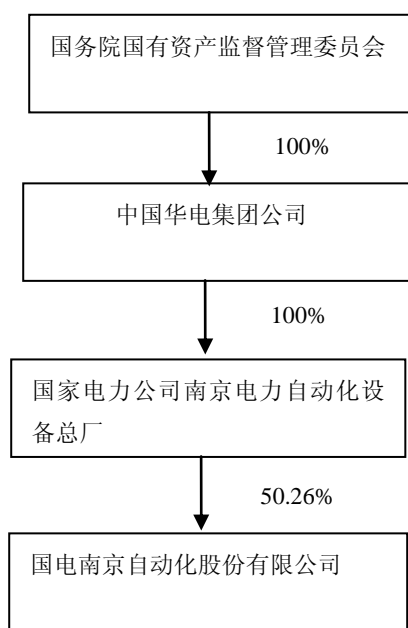 国务院国有资产监督管理委员会
100%
中国华电集团公司
100%
国家电力公司南京电力自动化设
备总厂
50.26%
国电南京自动化股份有限公司